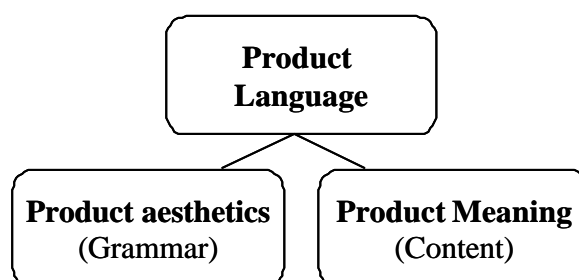 Product
Language
Product aesthetics
(Grammar)
Product Meaning
(Content)